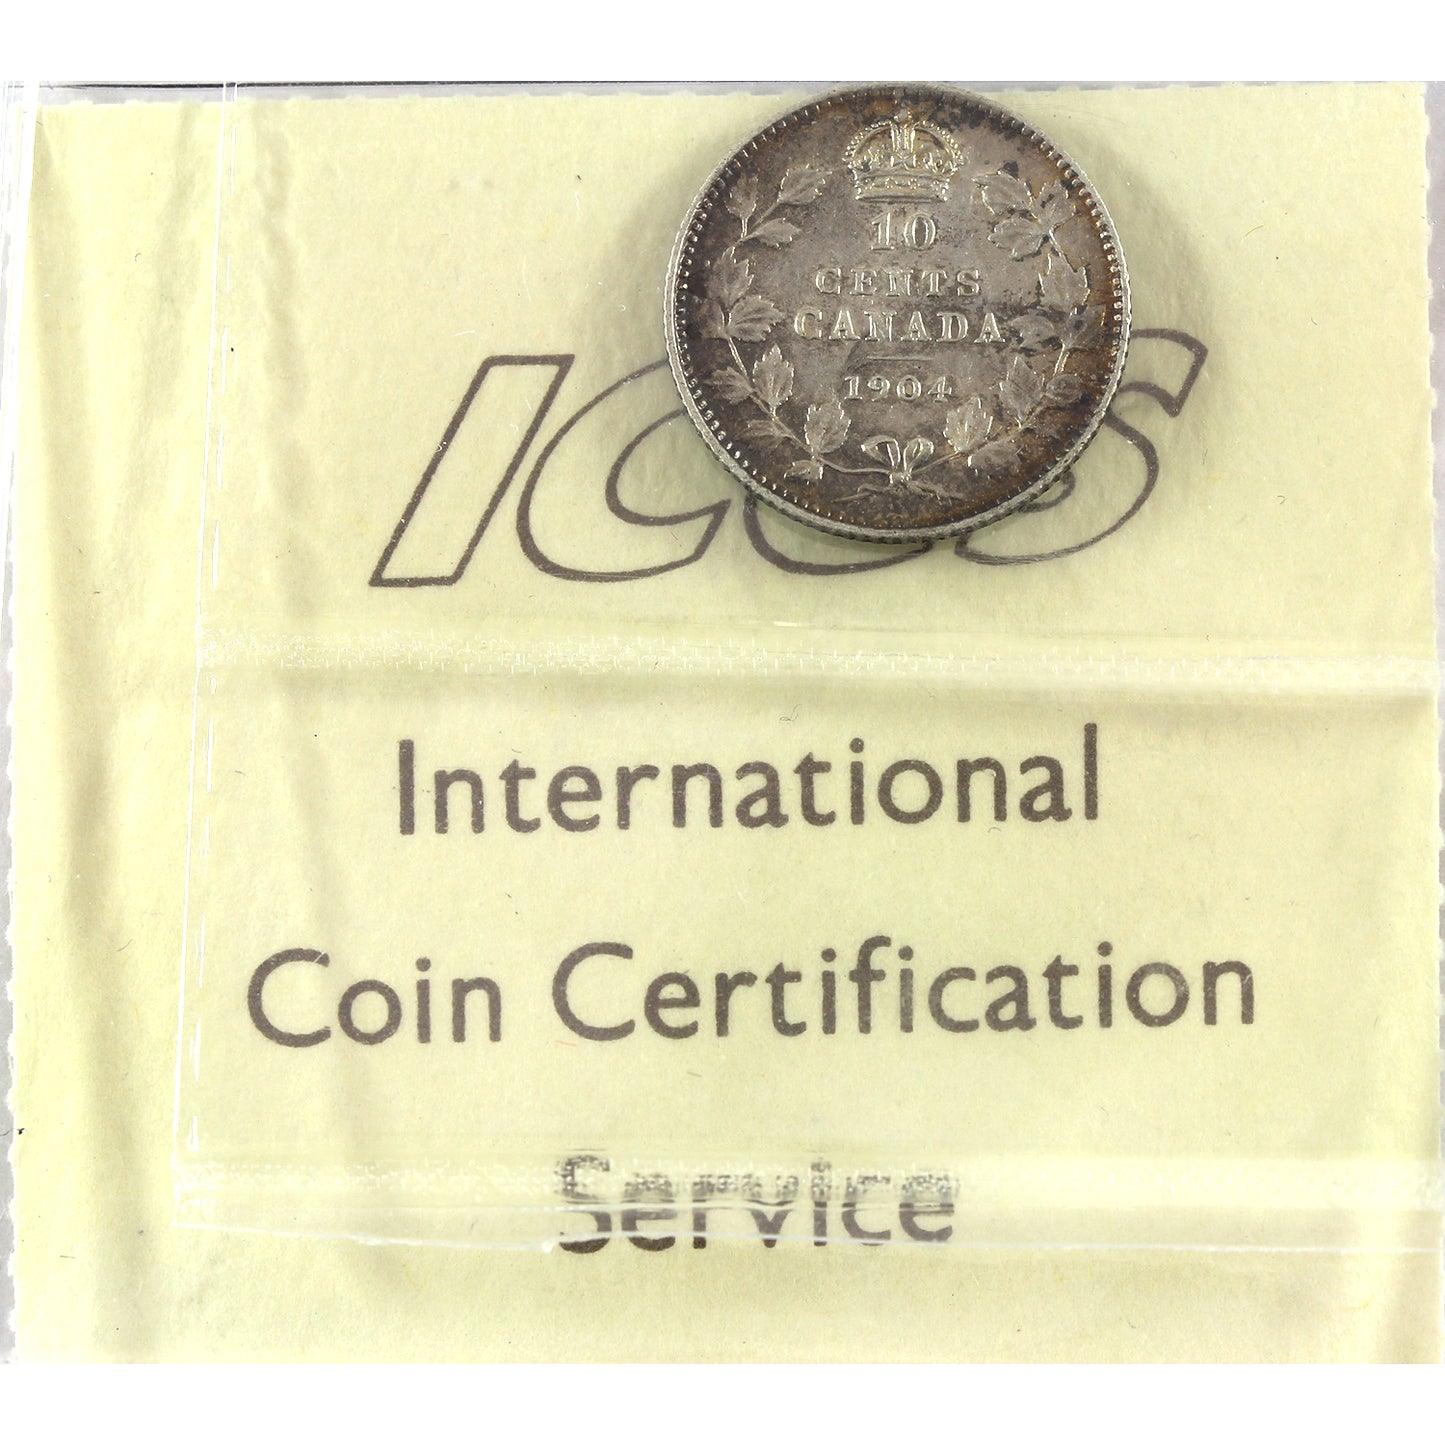 10
CENTS
CANADA
1904
ICCS
International
Coin Certification
Service